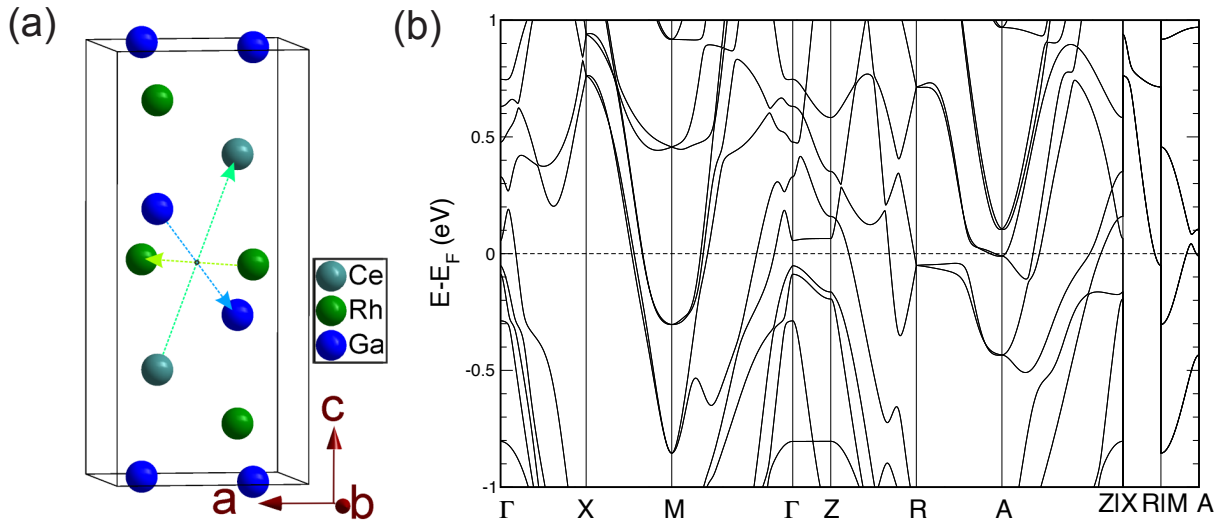 (a)
Ce
Rh
Ga
c
a
b
(b)
E-E_F (eV)
1
0.5
0
-0.5
-1
Γ X M Γ Z R A Z|X R|M A